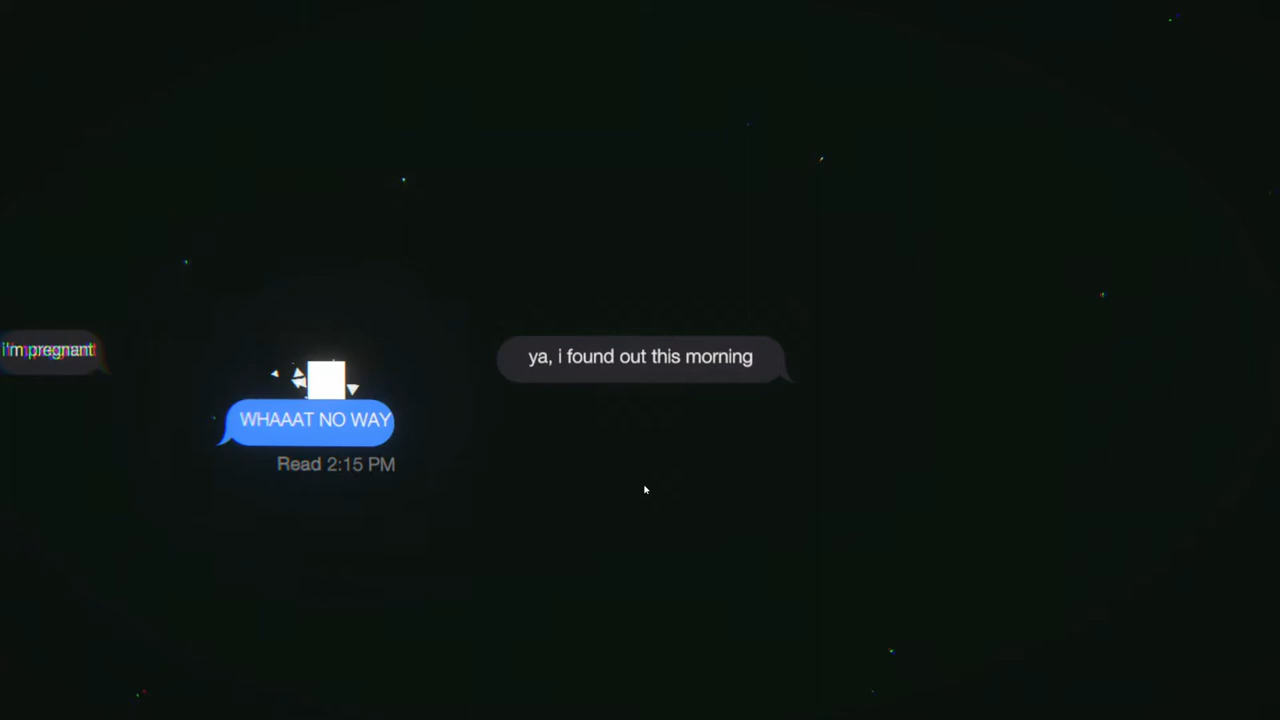 i'm pregnant
WHAAAT NO WAY
Read 2:15 PM
ya, i found out this morning